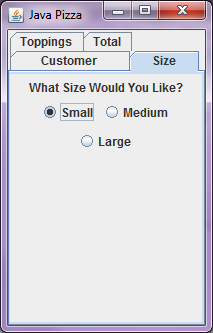 Java Pizza
Toppings Total
Customer Size
What Size Would You Like?
Small Medium
Large